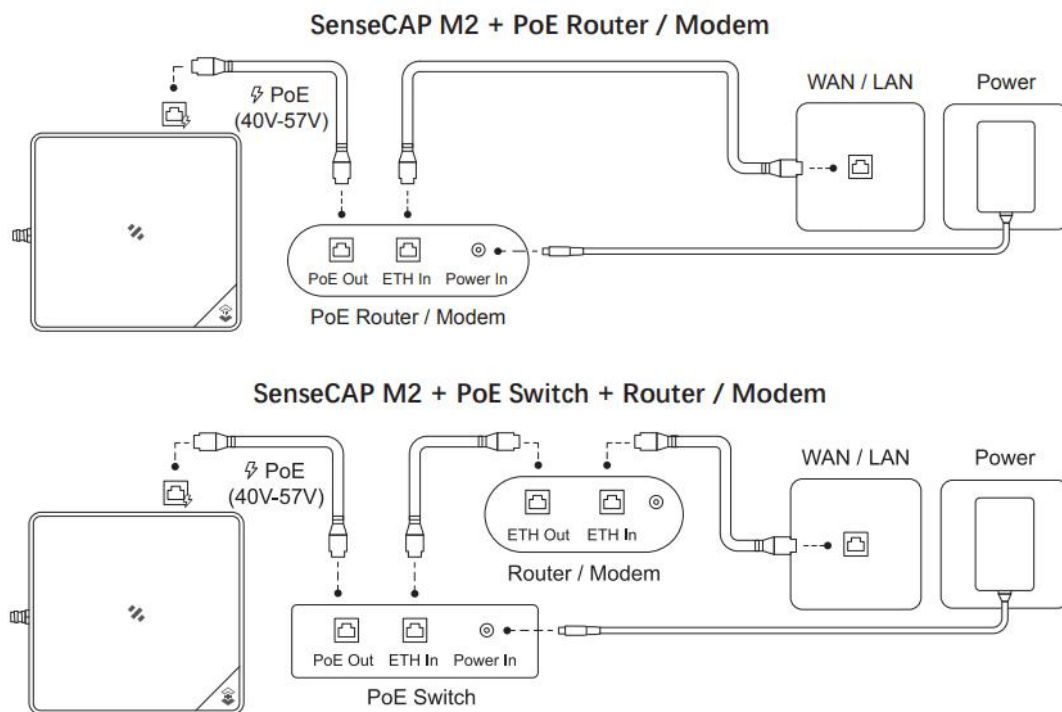 SenseCAP M2 + PoE Router / Modem
PoE
(40V-57V)
WAN / LAN
Power
PoE Out
ETH In
Power In
PoE Router / Modem
SenseCAP M2 + PoE Switch + Router / Modem
PoE
(40V-57V)
WAN / LAN
Power
ETH Out
ETH In
Router / Modem
PoE Out
ETH In
Power In
PoE Switch